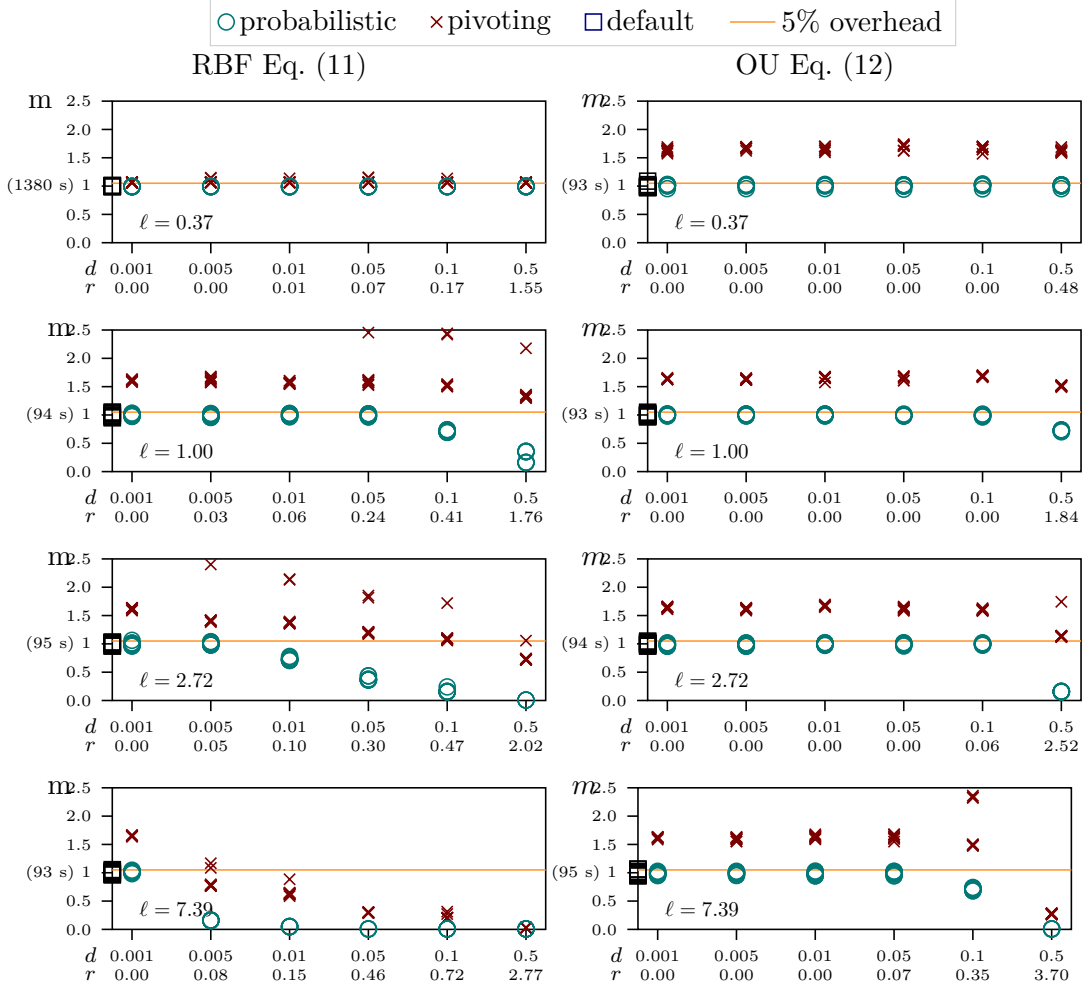 probabilistic pivoting default 5% overhead
RBF Eq. (11)
m
2.5
2.0
1.5
(1380 s) 1
0.5
0.0
ℓ = 0.37
d 0.001 0.005 0.01 0.05 0.1 0.5
r 0.00 0.00 0.01 0.07 0.17 1.55
m
2.5
2.0
1.5
(94 s) 1
0.5
0.0
ℓ = 1.00
d 0.001 0.005 0.01 0.05 0.1 0.5
r 0.00 0.03 0.06 0.24 0.41 1.76
m
2.5
2.0
1.5
(95 s) 1
0.5
0.0
ℓ = 2.72
d 0.001 0.005 0.01 0.05 0.1 0.5
r 0.00 0.05 0.10 0.30 0.47 2.02
m
2.5
2.0
1.5
(93 s) 1
0.5
0.0
ℓ = 7.39
d 0.001 0.005 0.01 0.05 0.1 0.5
r 0.00 0.08 0.15 0.46 0.72 2.77
OU Eq. (12)
m
2.5
2.0
1.5
(93 s) 1
0.5
0.0
ℓ = 0.37
d 0.001 0.005 0.01 0.05 0.1 0.5
r 0.00 0.00 0.00 0.00 0.00 0.48
m
2.5
2.0
1.5
(93 s) 1
0.5
0.0
ℓ = 1.00
d 0.001 0.005 0.01 0.05 0.1 0.5
r 0.00 0.00 0.00 0.00 0.00 1.84
m
2.5
2.0
1.5
(94 s) 1
0.5
0.0
ℓ = 2.72
d 0.001 0.005 0.01 0.05 0.1 0.5
r 0.00 0.00 0.00 0.00 0.06 2.52
m
2.5
2.0
1.5
(95 s) 1
0.5
0.0
ℓ = 7.39
d 0.001 0.005 0.01 0.05 0.1 0.5
r 0.00 0.00 0.00 0.07 0.35 3.70